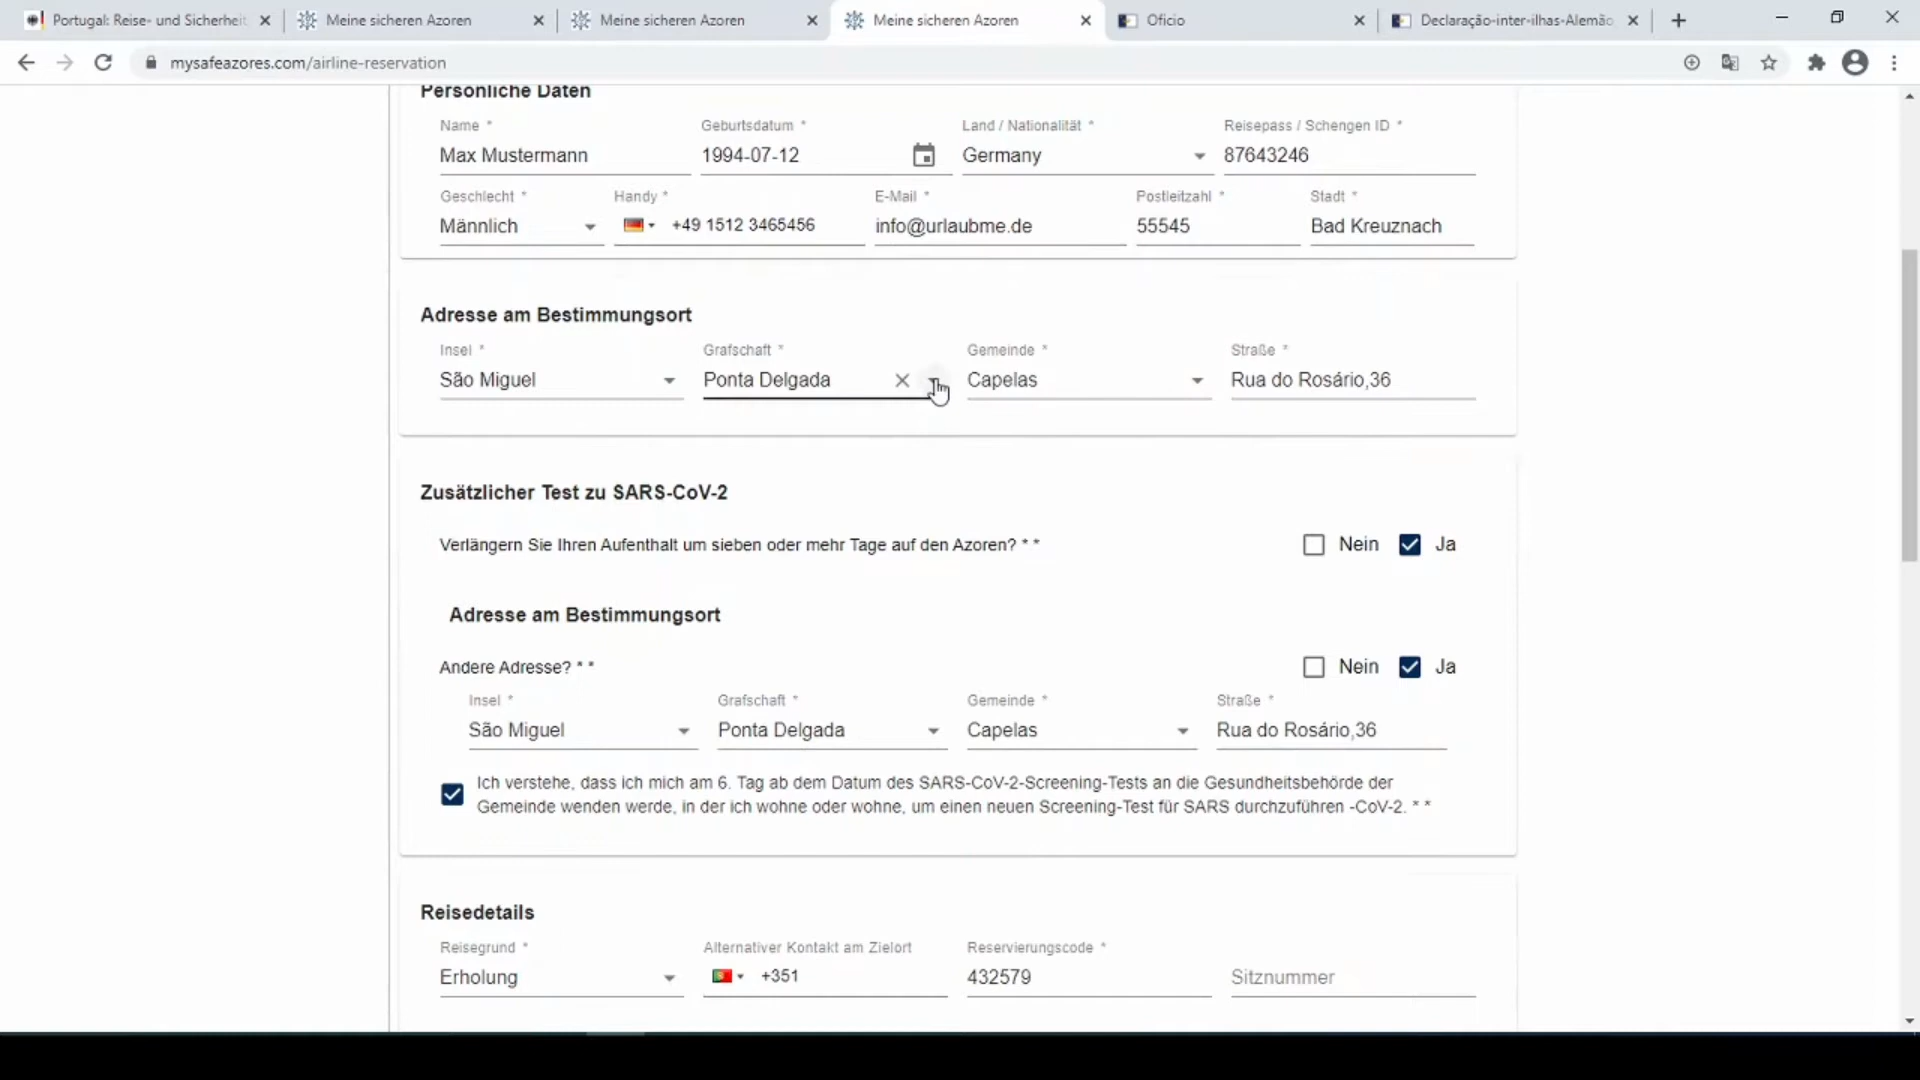 Portugal: Reise- und Sicherheit
Meine sicheren Azoren
Meine sicheren Azoren
Meine sicheren Azoren
Oficio
Declaração-inter-ilhas-Alemão
mysafeazores.com/airline-reservation
Persönliche Daten
Name * Geburtsdatum * Land / Nationalität * Reisepass / Schengen ID *
Max Mustermann 1994-07-12 Germany 87643246
Geschlecht * Handy * E-Mail * Postleitzahl * Stadt *
Männlich +49 1512 3465456 info@urlaubme.de 55545 Bad Kreuznach
Adresse am Bestimmungsort
Insel * Grafschaft * Gemeinde * Straße *
São Miguel Ponta Delgada Capelas Rua do Rosário,36
Zusätzlicher Test zu SARS-CoV-2
Verlängern Sie Ihren Aufenthalt um sieben oder mehr Tage auf den Azoren? * * Nein Ja
Adresse am Bestimmungsort
Andere Adresse? * * Nein Ja
Insel * Grafschaft * Gemeinde * Straße *
São Miguel Ponta Delgada Capelas Rua do Rosário,36
Ich verstehe, dass ich mich am 6. Tag ab dem Datum des SARS-CoV-2-Screening-Tests an die Gesundheitsbehörde der
Gemeinde wenden werde, in der ich wohne oder wohne, um einen neuen Screening-Test für SARS durchzuführen -CoV-2. * *
Reisedetails
Reisegrund * Alternativer Kontakt am Zielort Reservierungscode *
Erholung +351 432579 Sitznummer